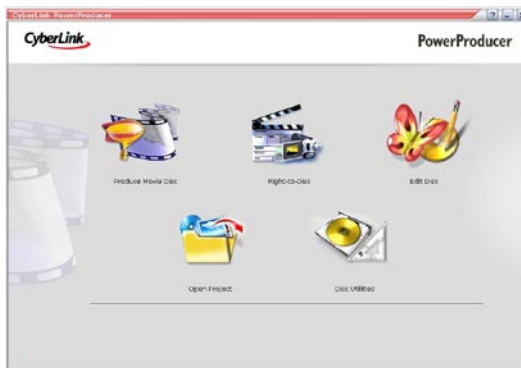 CyberLink PowerProducer
CyberLink
PowerProducer
Produce Movie Disc
Right-to-Disc
Edit Disc
Open Project
Disc Utilities